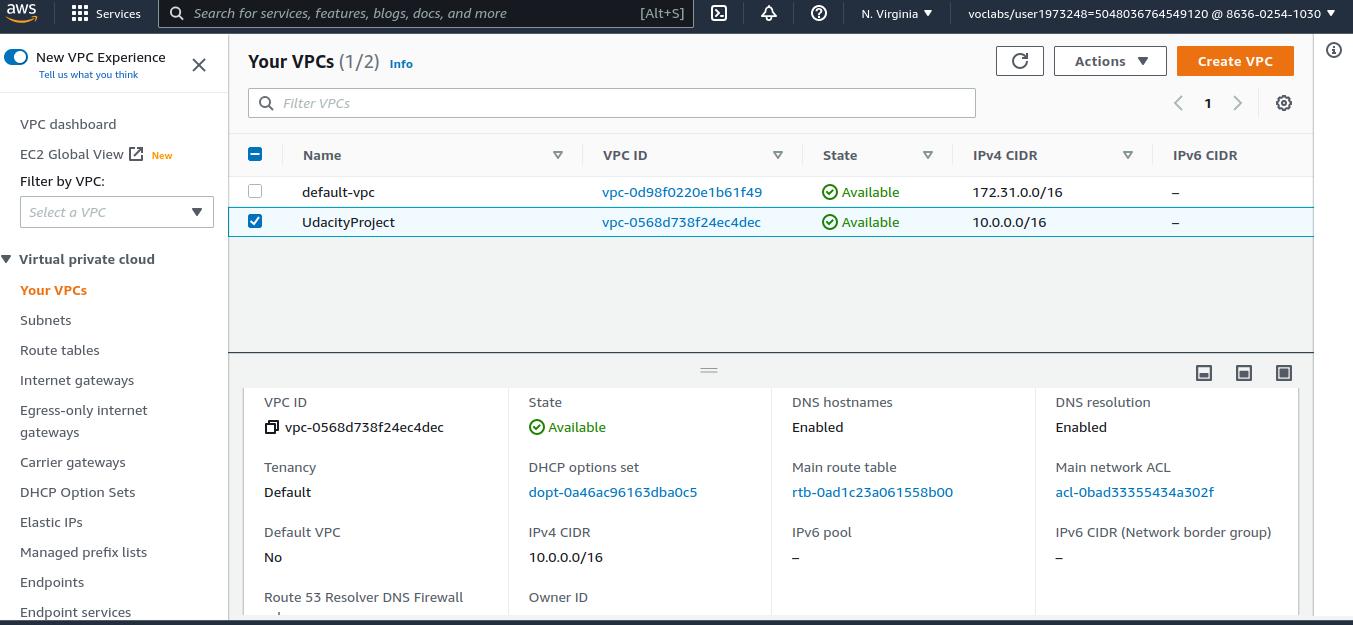 aws
Services
Search for services, features, blogs, docs, and more [Alt+S]
N. Virginia
voclabs/user1973248=5048036764549120 @ 8636-0254-1030
New VPC Experience
Tell us what you think
VPC dashboard
EC2 Global View New
Filter by VPC:
Select a VPC
Virtual private cloud
Your VPCs
Subnets
Route tables
Internet gateways
Egress-only internet
gateways
Carrier gateways
DHCP Option Sets
Elastic IPs
Managed prefix lists
Endpoints
Endpoint services
Your VPCs (1/2) Info
Actions
Create VPC
Filter VPCs
1
Name VPC ID State IPv4 CIDR IPv6 CIDR
default-vpc vpc-0d98f0220e1b61f49 Available 172.31.0.0/16 –
UdacityProject vpc-0568d738f24ec4dec Available 10.0.0.0/16 –
VPC ID State DNS hostnames DNS resolution
vpc-0568d738f24ec4dec Available Enabled Enabled
Tenancy DHCP options set Main route table Main network ACL
Default dopt-0a46ac96163dba0c5 rtb-0ad1c23a061558b00 acl-0bad33355434a302f
Default VPC IPv4 CIDR IPv6 pool IPv6 CIDR (Network border group)
No 10.0.0.0/16 – –
Route 53 Resolver DNS Firewall Owner ID